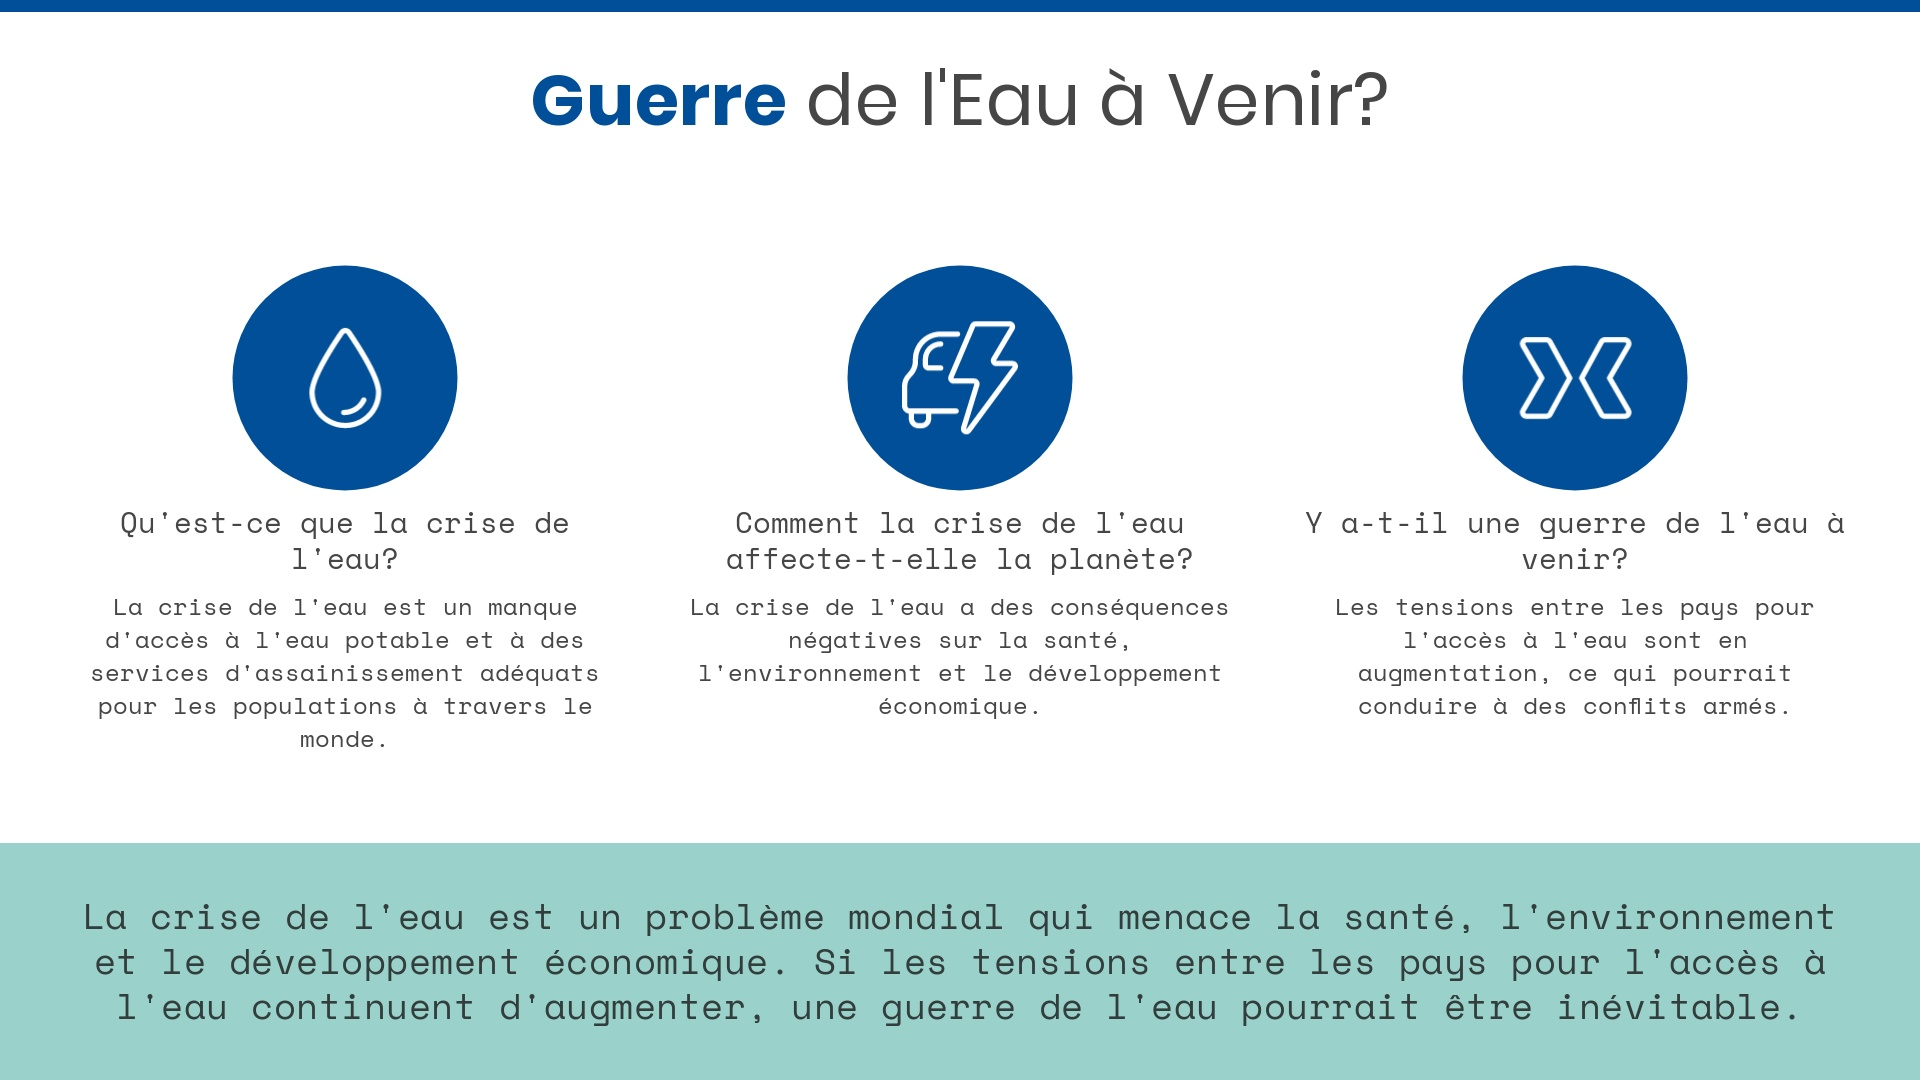 Guerre de l'Eau à Venir?
Qu'est-ce que la crise de
l'eau?
La crise de l'eau est un manque
d'accès à l'eau potable et à des
services d'assainissement adéquats
pour les populations à travers le
monde.
Comment la crise de l'eau
affecte-t-elle la planète?
La crise de l'eau a des conséquences
négatives sur la santé,
l'environnement et le développement
économique.
Y a-t-il une guerre de l'eau à
venir?
Les tensions entre les pays pour
l'accès à l'eau sont en
augmentation, ce qui pourrait
conduire à des conflits armés.
La crise de l'eau est un problème mondial qui menace la santé, l'environnement
et le développement économique. Si les tensions entre les pays pour l'accès à
l'eau continuent d'augmenter, une guerre de l'eau pourrait être inévitable.